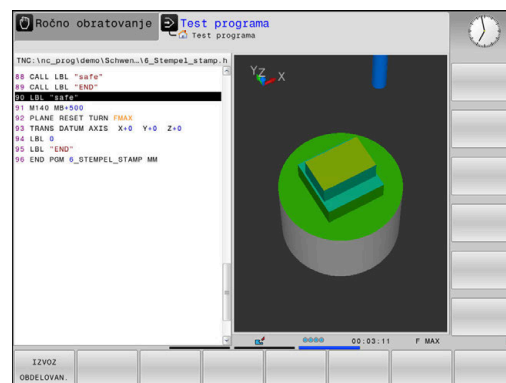 Ročno obratovanje
Test programa
Test programa
TNC:\nc_prog\demo\Schwen…\6_Stempel_stamp.h
88 CALL LBL "safe"
89 CALL LBL "END"
90 LBL "safe"
91 M140 MB+500
92 PLANE RESET TURN FMAX
93 TRANS DATUM AXIS X+0 Y+0 Z+0
94 LBL 0
95 LBL "END"
96 END PGM 6_STEMPEL_STAMP MM
Y Z X
00:03:11 F MAX
IZVOZ
OBDELOVAN.